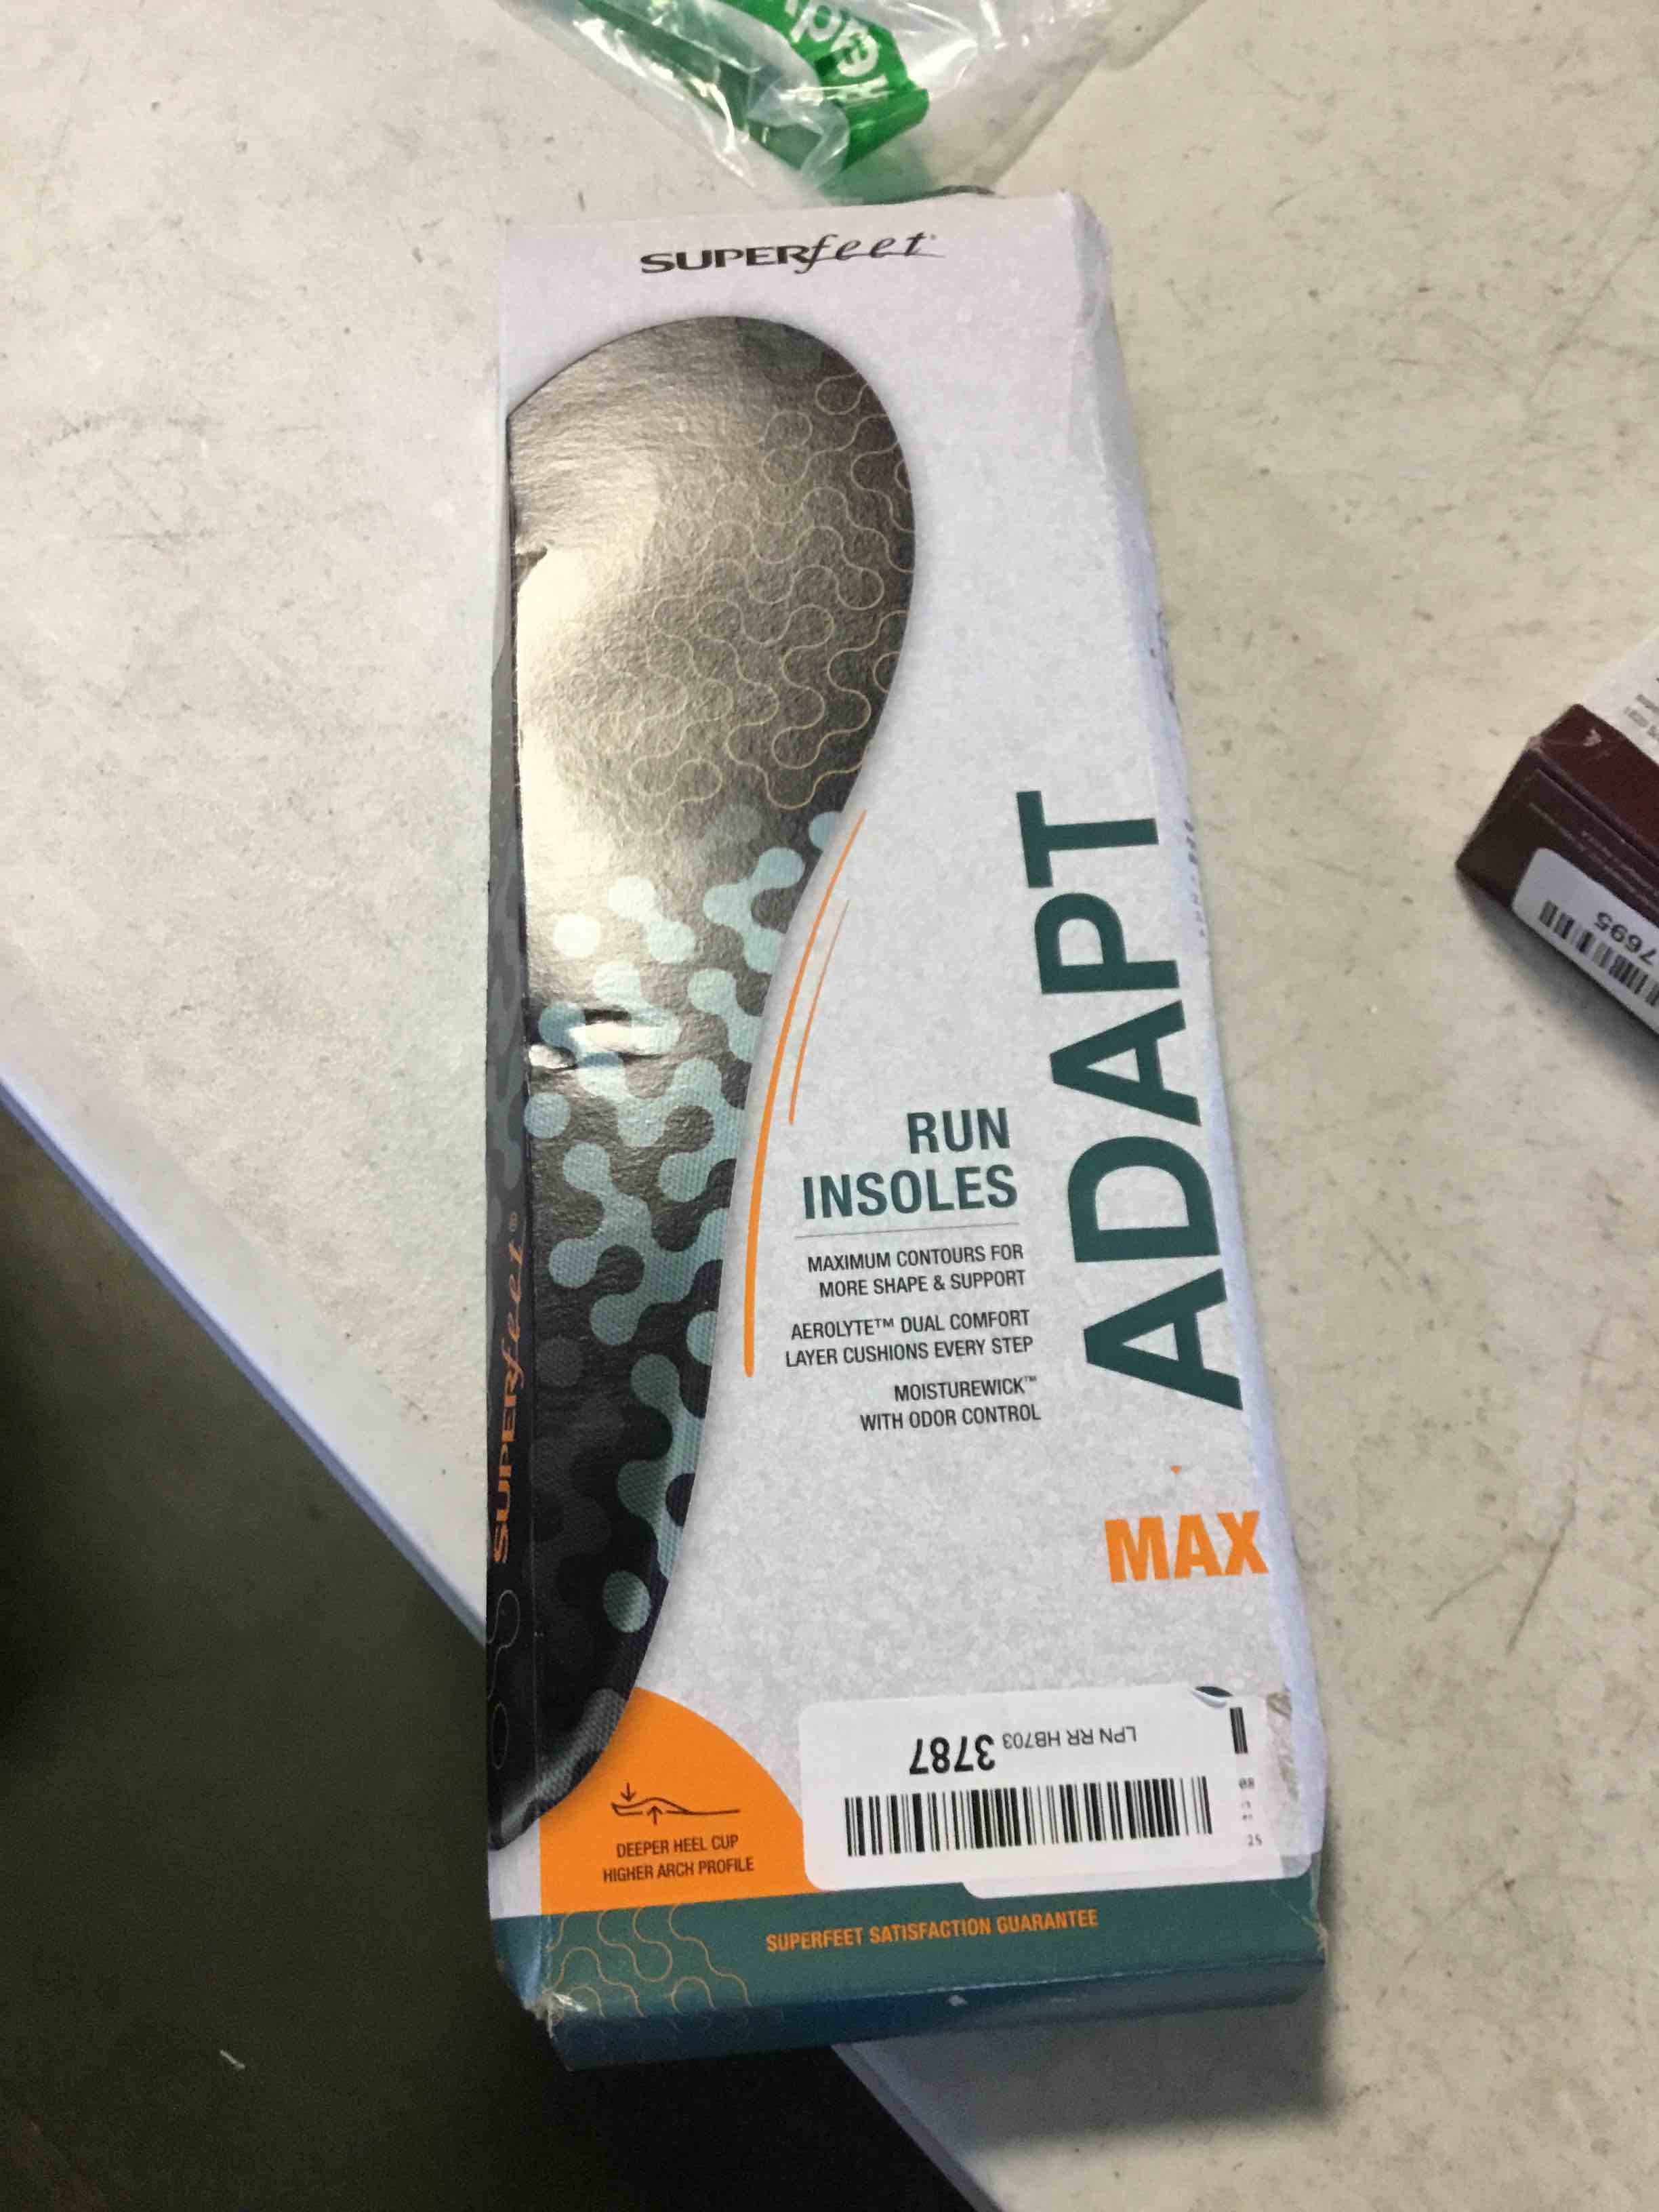 SUPERfeet®
ADAPT
MAX
RUN
INSOLES
MAXIMUM CONTOURS FOR
MORE SHAPE & SUPPORT
AEROLYTE™ DUAL COMFORT
LAYER CUSHIONS EVERY STEP
MOISTUREWICK™
WITH ODOR CONTROL
SUPERfeet®
DEEPER HEEL CUP
HIGHER ARCH PROFILE
LPN RR HB703 3787
SUPERFEET SATISFACTION GUARANTEE
7695